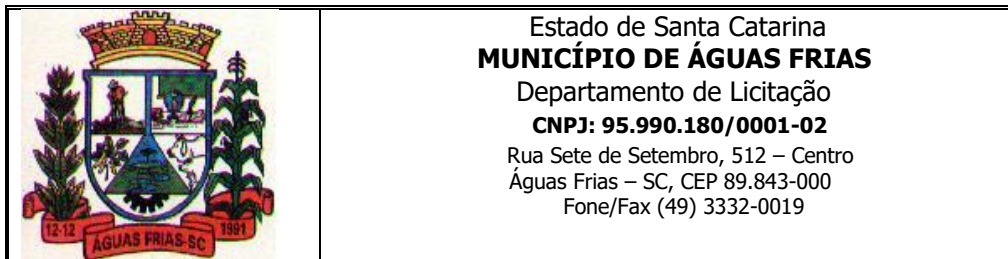 Estado de Santa Catarina
MUNICÍPIO DE ÁGUAS FRIAS
Departamento de Licitação
CNPJ: 95.990.180/0001-02
Rua Sete de Setembro, 512 – Centro
Águas Frias – SC, CEP 89.843-000
Fone/Fax (49) 3332-0019
12-12
ÁGUAS FRIAS-SC
1991